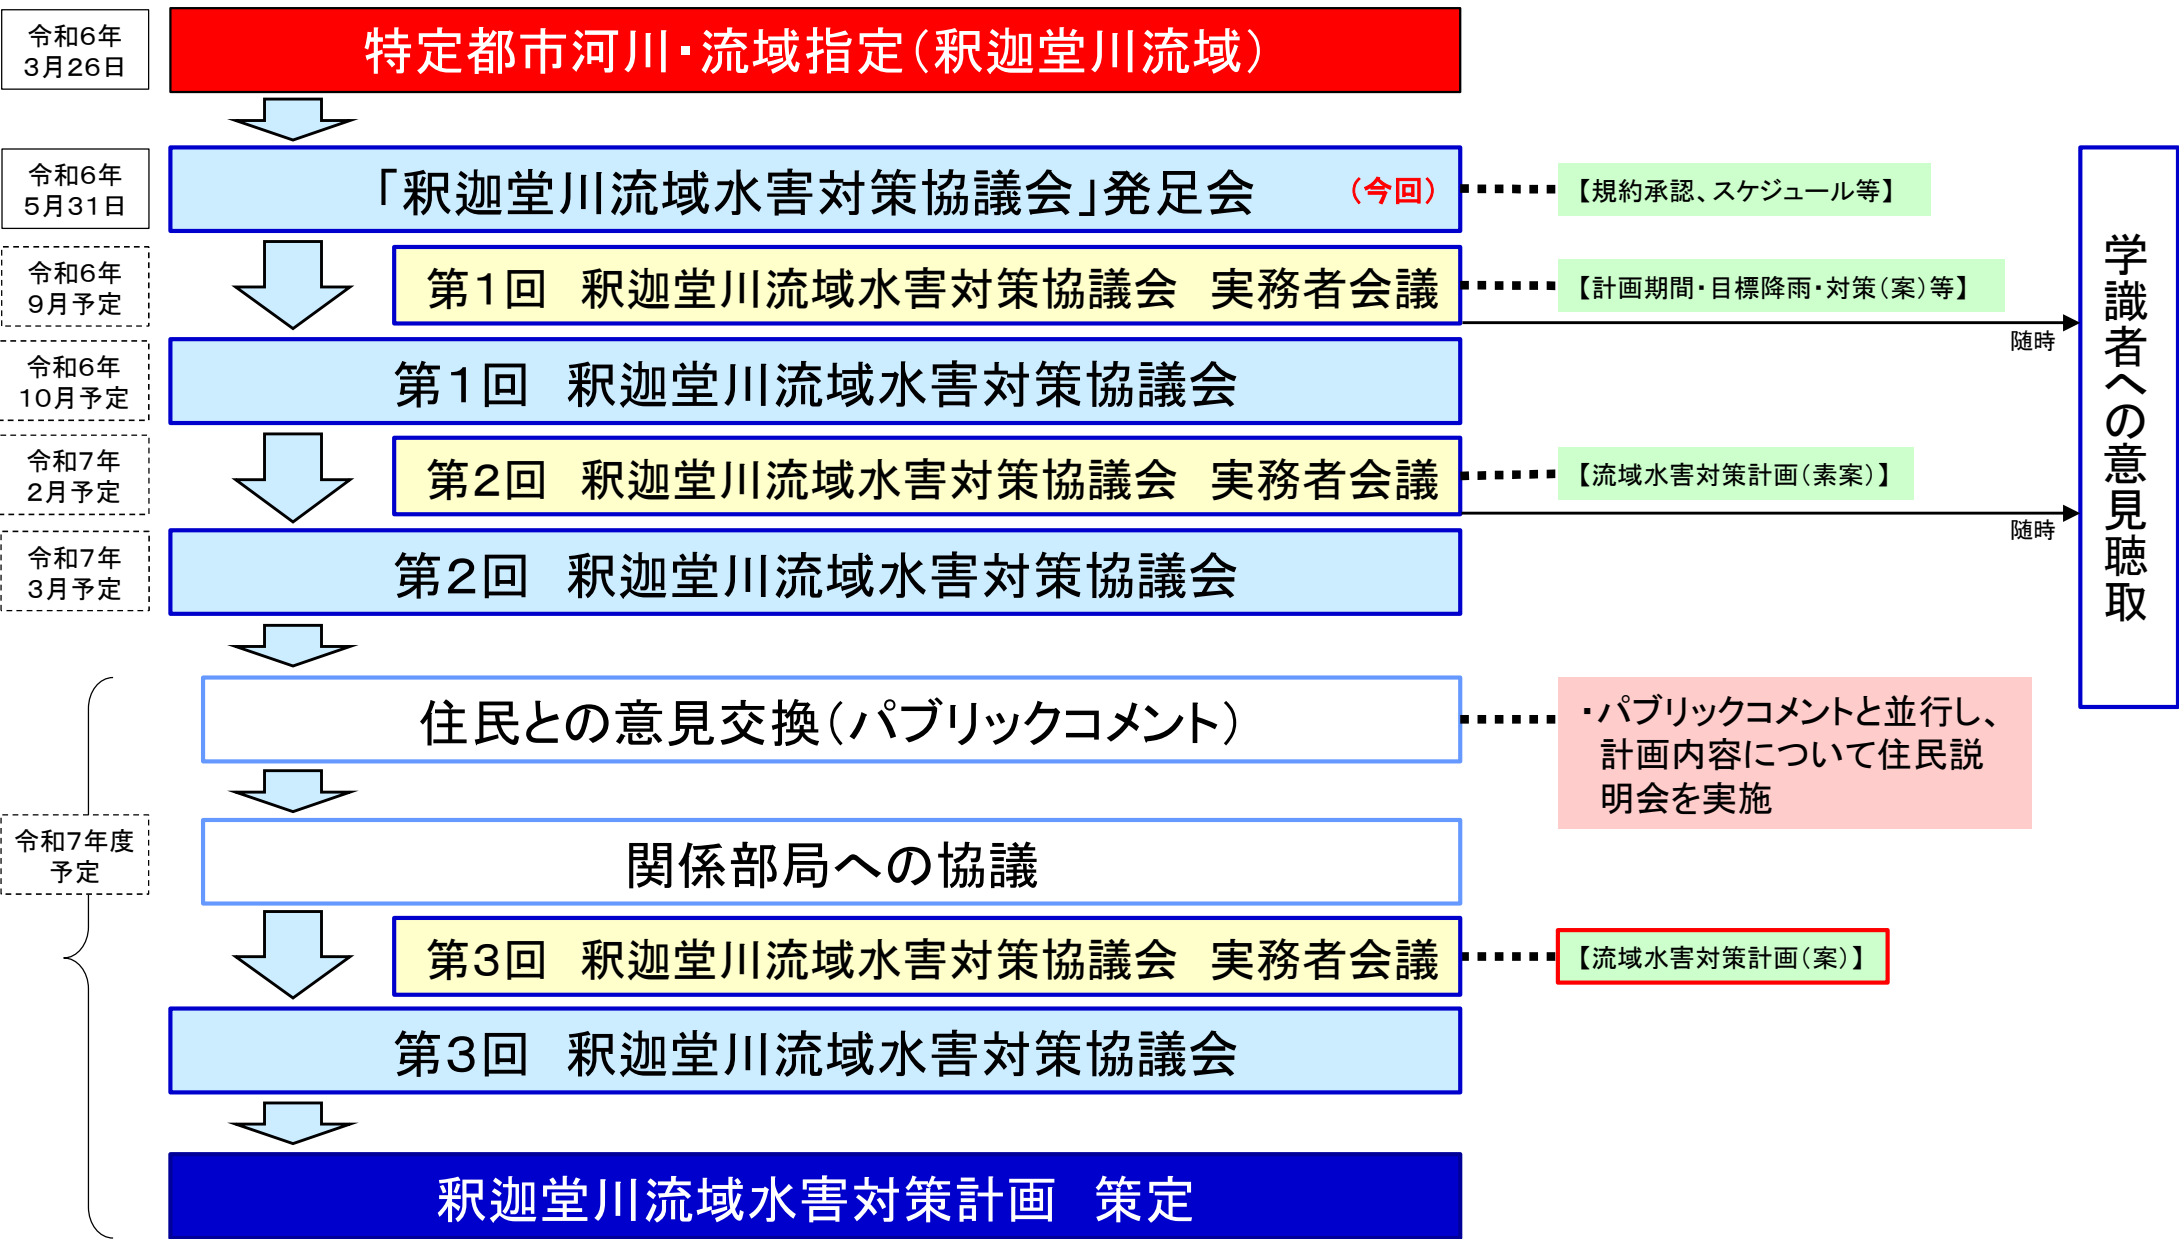 令和6年
3月26日
特定都市河川・流域指定(釈迦堂川流域)
令和6年
5月31日
「釈迦堂川流域水害対策協議会」発足会
(今回)
【規約承認、スケジュール等】
令和6年
9月予定
第1回　釈迦堂川流域水害対策協議会　実務者会議
【計画期間・目標降雨・対策(案)等】
随時
学識者への意見聴取
令和6年
10月予定
第1回　釈迦堂川流域水害対策協議会
令和7年
2月予定
第2回　釈迦堂川流域水害対策協議会　実務者会議
【流域水害対策計画(素案)】
随時
令和7年
3月予定
第2回　釈迦堂川流域水害対策協議会
住民との意見交換(パブリックコメント)
・パブリックコメントと並行し、
計画内容について住民説
明会を実施
令和7年度
予定
関係部局への協議
第3回　釈迦堂川流域水害対策協議会　実務者会議
【流域水害対策計画(案)】
第3回　釈迦堂川流域水害対策協議会
釈迦堂川流域水害対策計画　策定